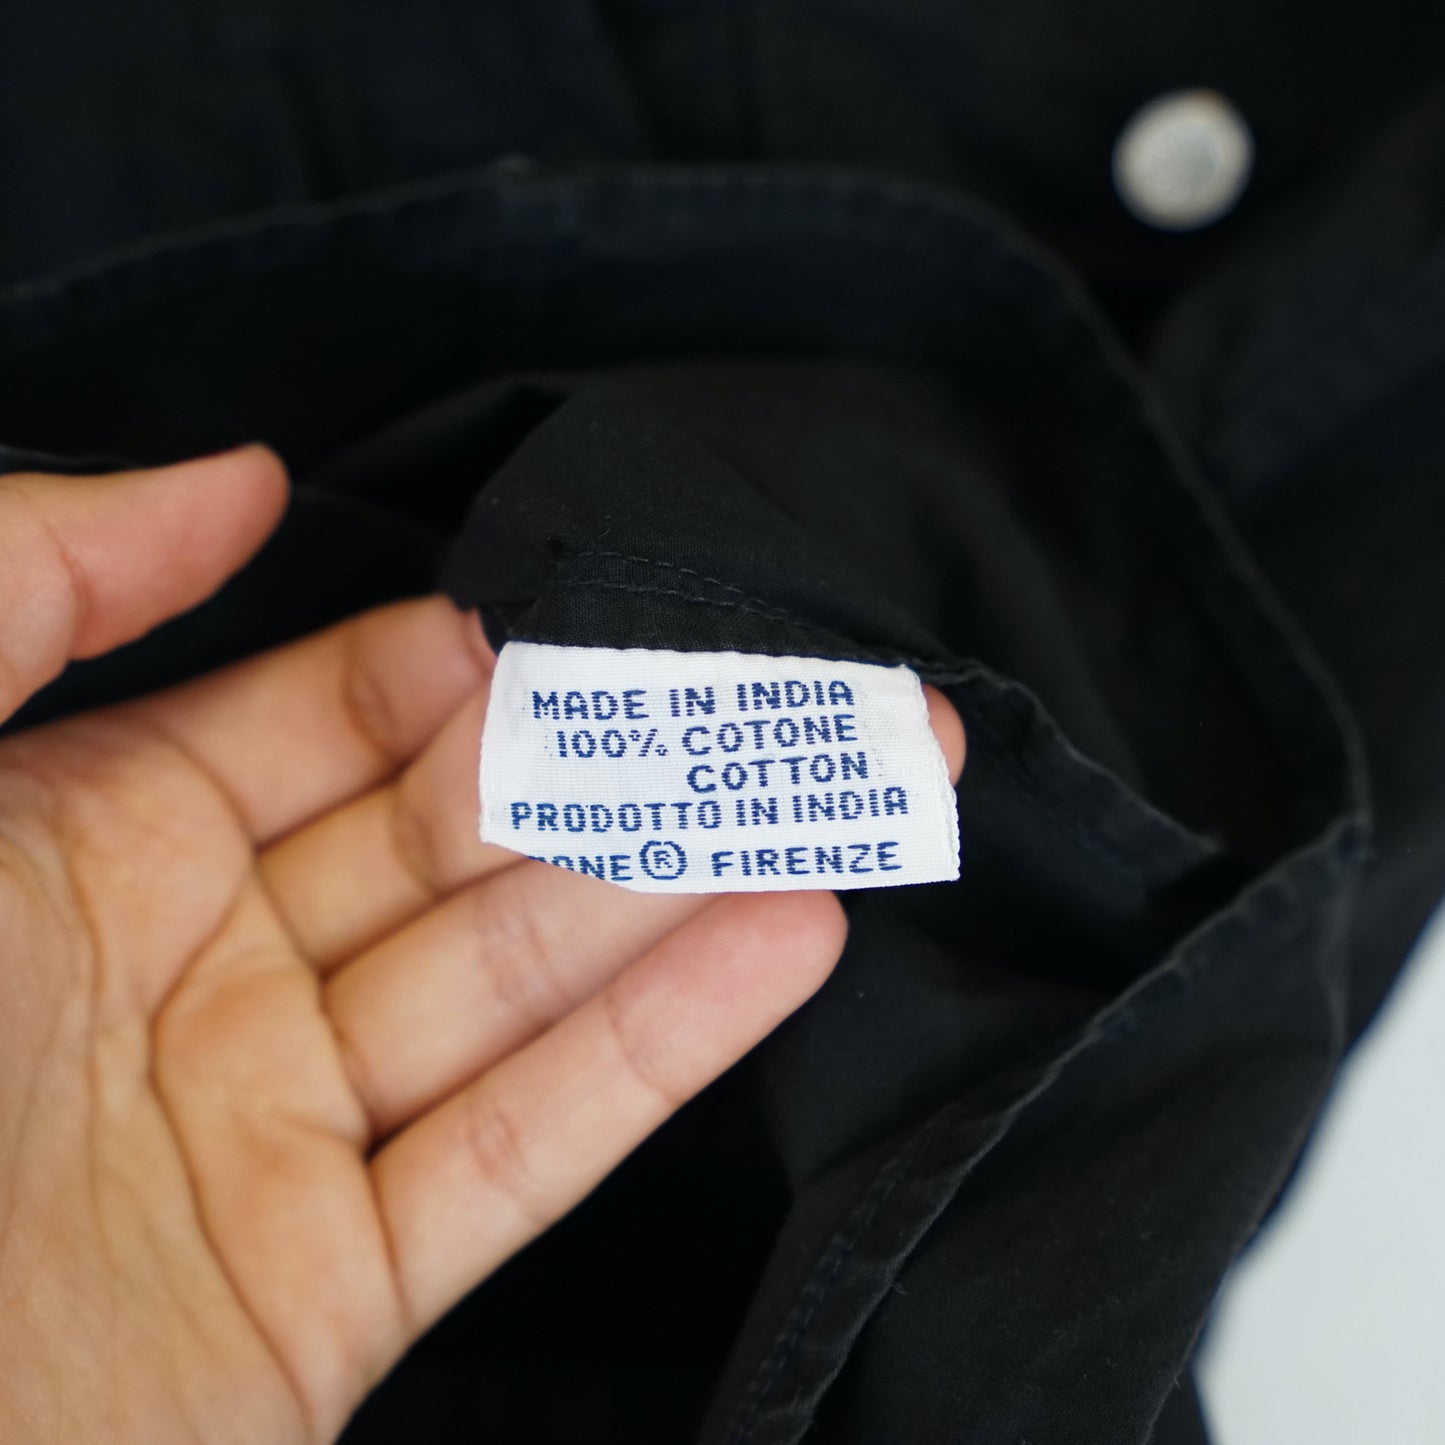 MADE IN INDIA
100% COTONE
COTTON
PRODOTTO IN INDIA
® FIRENZE